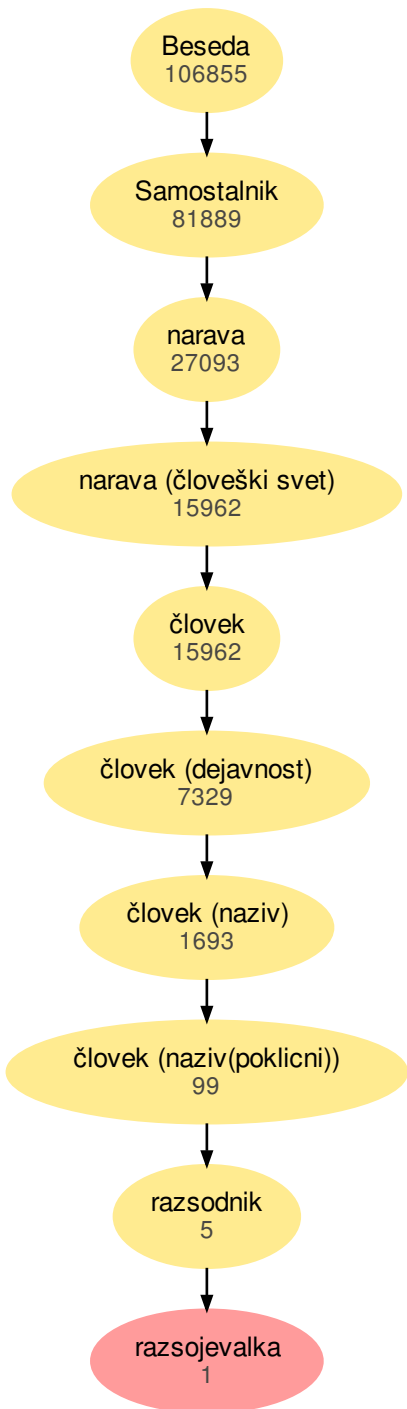 Beseda
106855
Samostalnik
81889
narava
27093
narava (človeški svet)
15962
človek
15962
človek (dejavnost)
7329
človek (naziv)
1693
človek (naziv(poklicni))
99
razsodnik
5
razsojevalka
1